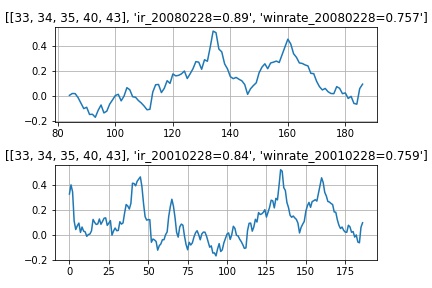 [[33, 34, 35, 40, 43], 'ir_20080228=0.89', 'winrate_20080228=0.757']
0.4
0.2
0.0
−0.2
80 100 120 140 160 180
[[33, 34, 35, 40, 43], 'ir_20010228=0.84', 'winrate_20010228=0.759']
0.4
0.2
0.0
−0.2
0 25 50 75 100 125 150 175